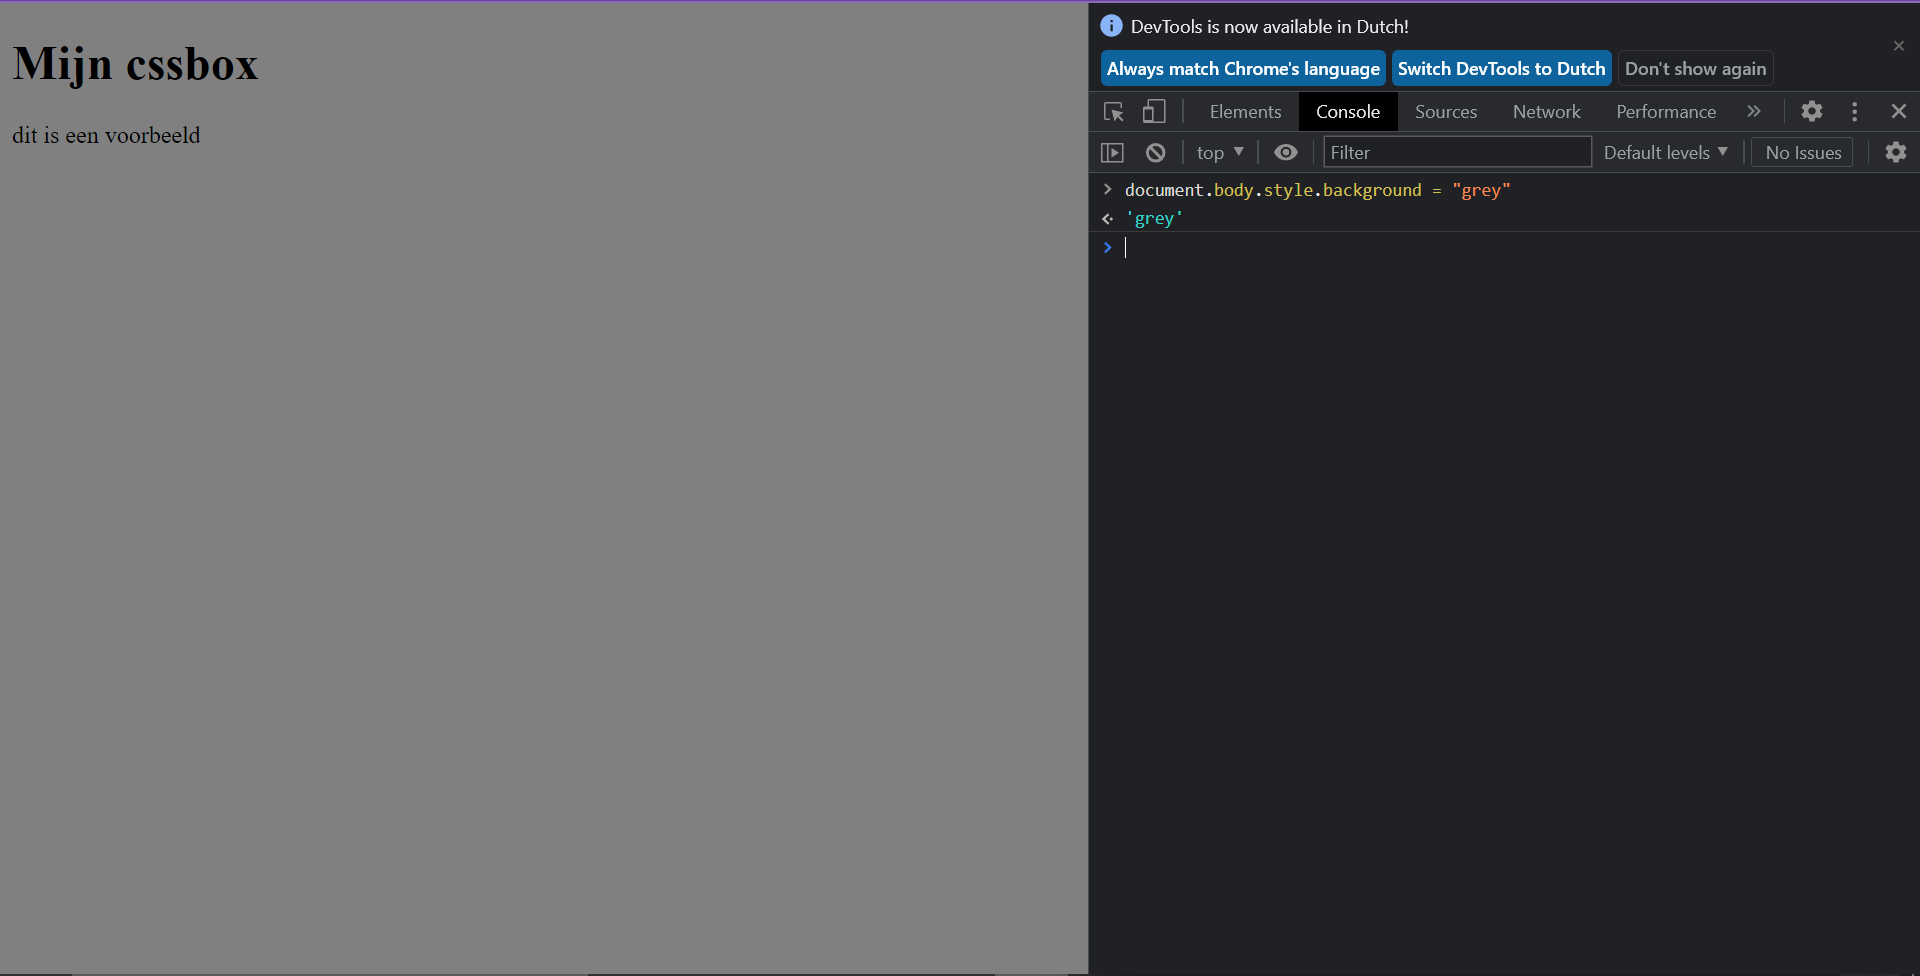 Mijn cssbox
dit is een voorbeeld
DevTools is now available in Dutch!
Always match Chrome's language Switch DevTools to Dutch Don't show again
Elements Console Sources Network Performance
top Filter Default levels No Issues
document.body.style.background = "grey"
'grey'